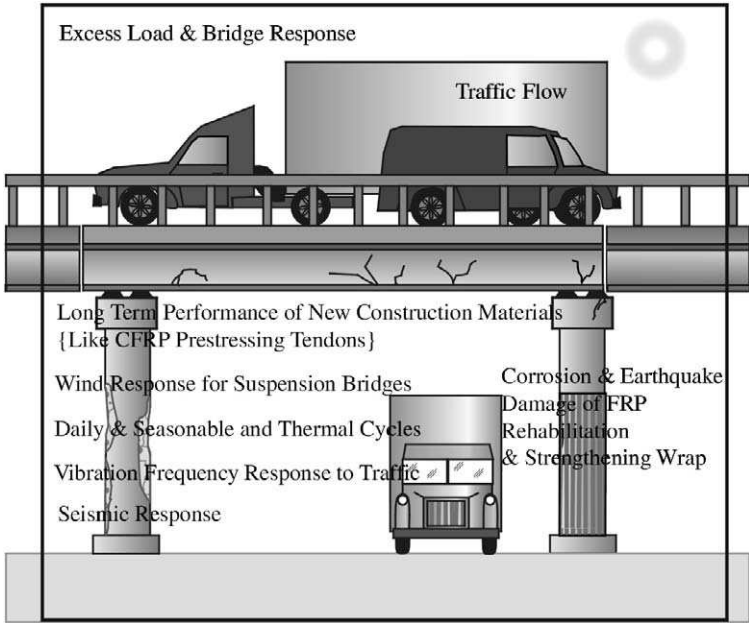 Excess Load & Bridge Response
Traffic Flow
Long Term Performance of New Construction Materials
{Like CFRP Prestressing Tendons}
Wind Response for Suspension Bridges
Daily & Seasonable and Thermal Cycles
Vibration Frequency Response to Traffic
Seismic Response
Corrosion & Earthquake
Damage of FRP
Rehabilitation
& Strengthening Wrap